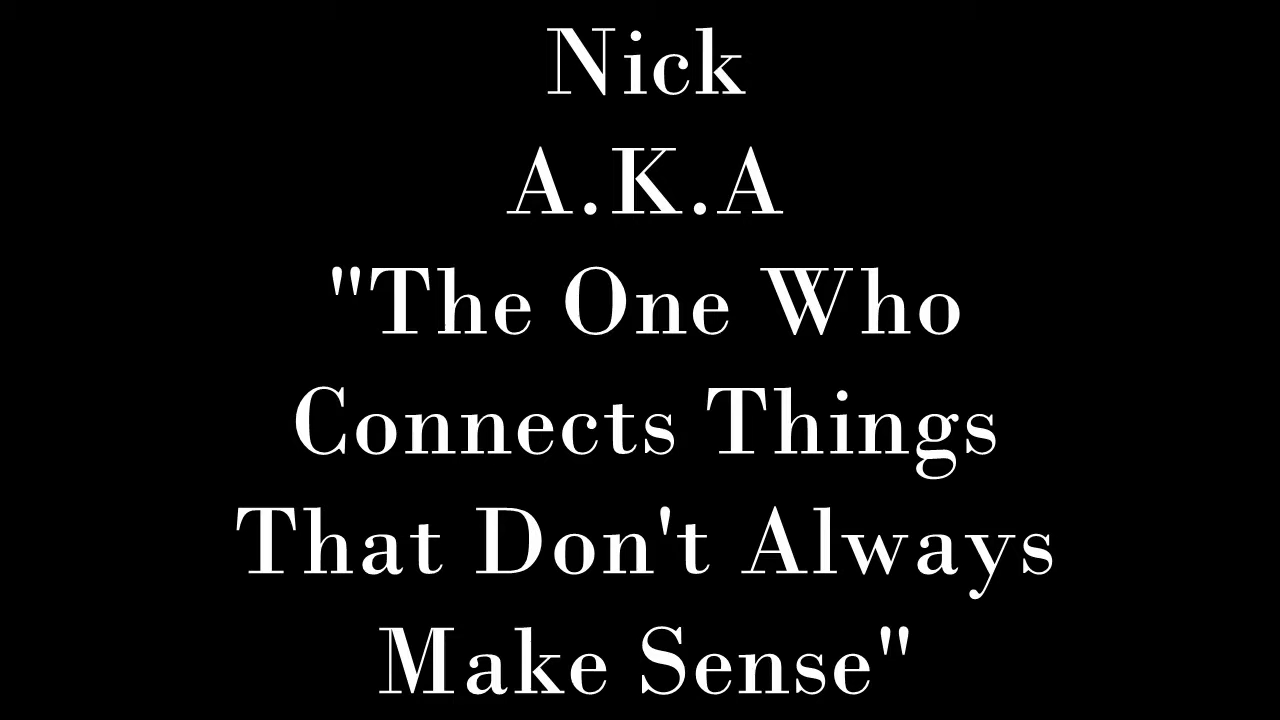 Nick
A.K.A
"The One Who
Connects Things
That Don't Always
Make Sense"